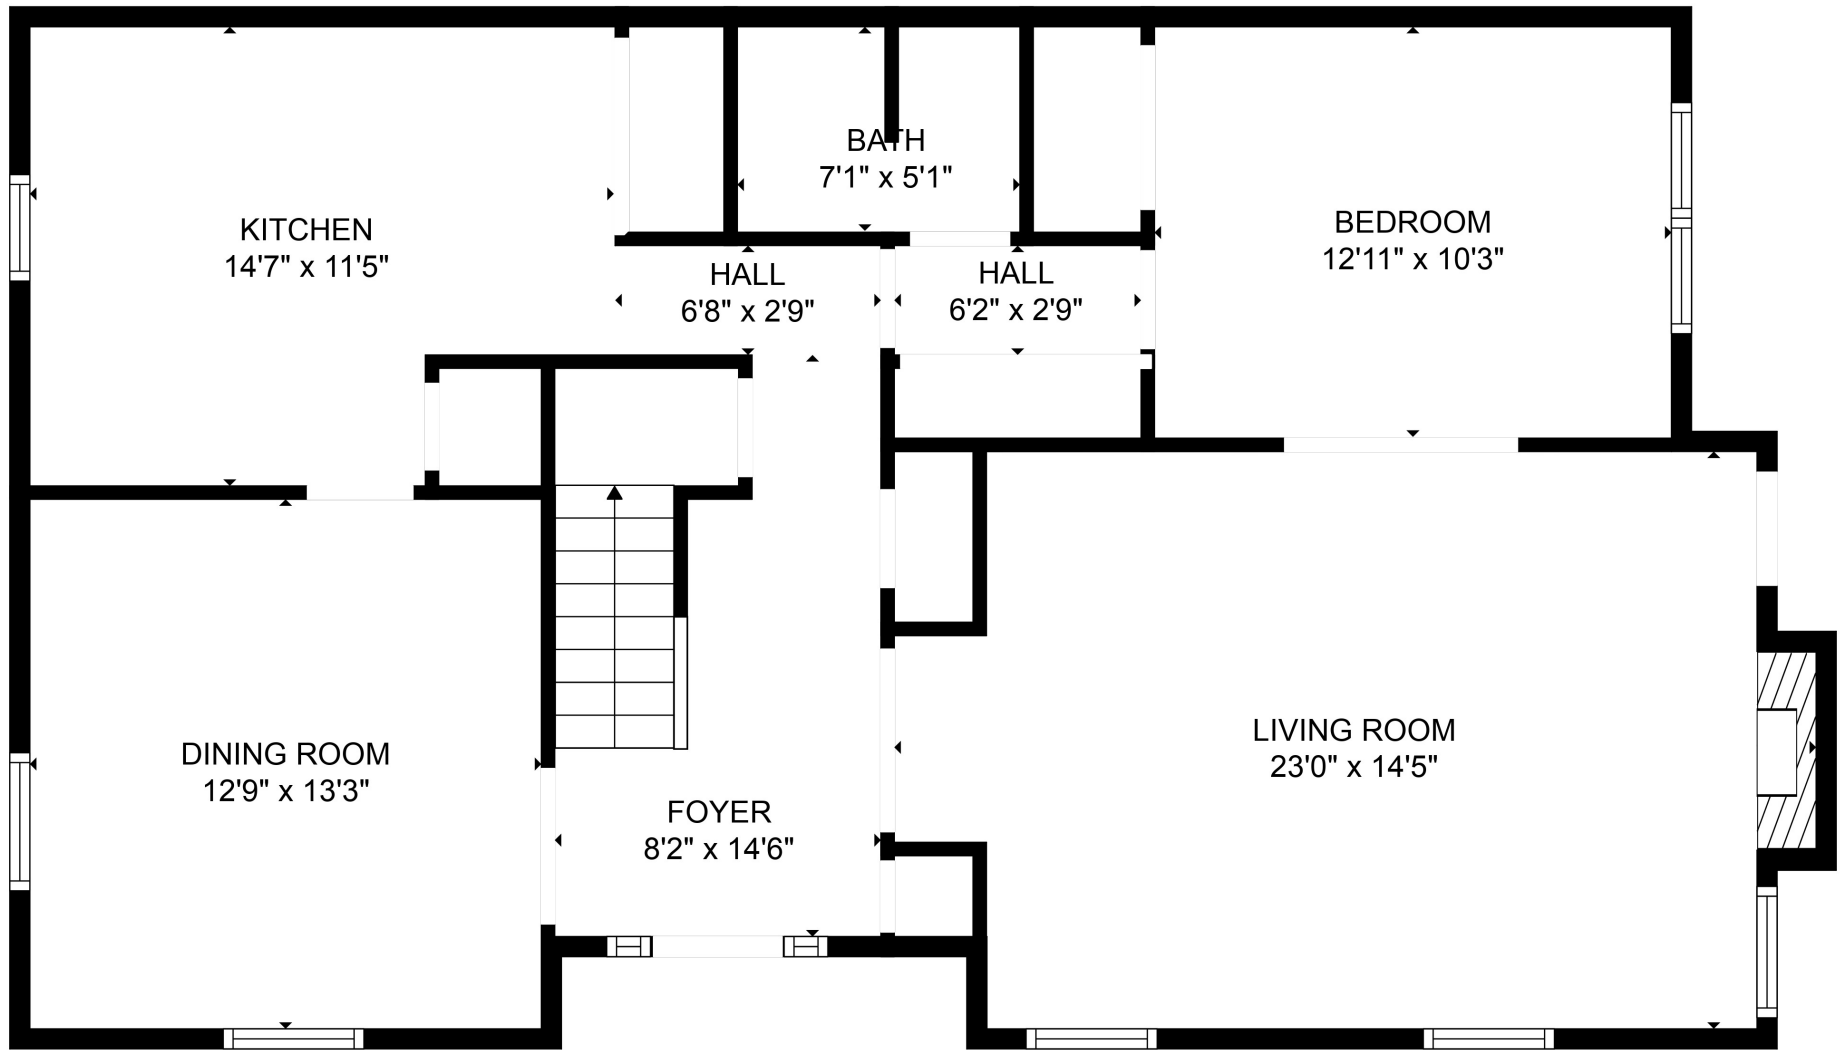 BATH
7'1" x 5'1"
KITCHEN
14'7" x 11'5"
BEDROOM
12'11" x 10'3"
HALL
6'8" x 2'9"
HALL
6'2" x 2'9"
DINING ROOM
12'9" x 13'3"
FOYER
8'2" x 14'6"
LIVING ROOM
23'0" x 14'5"